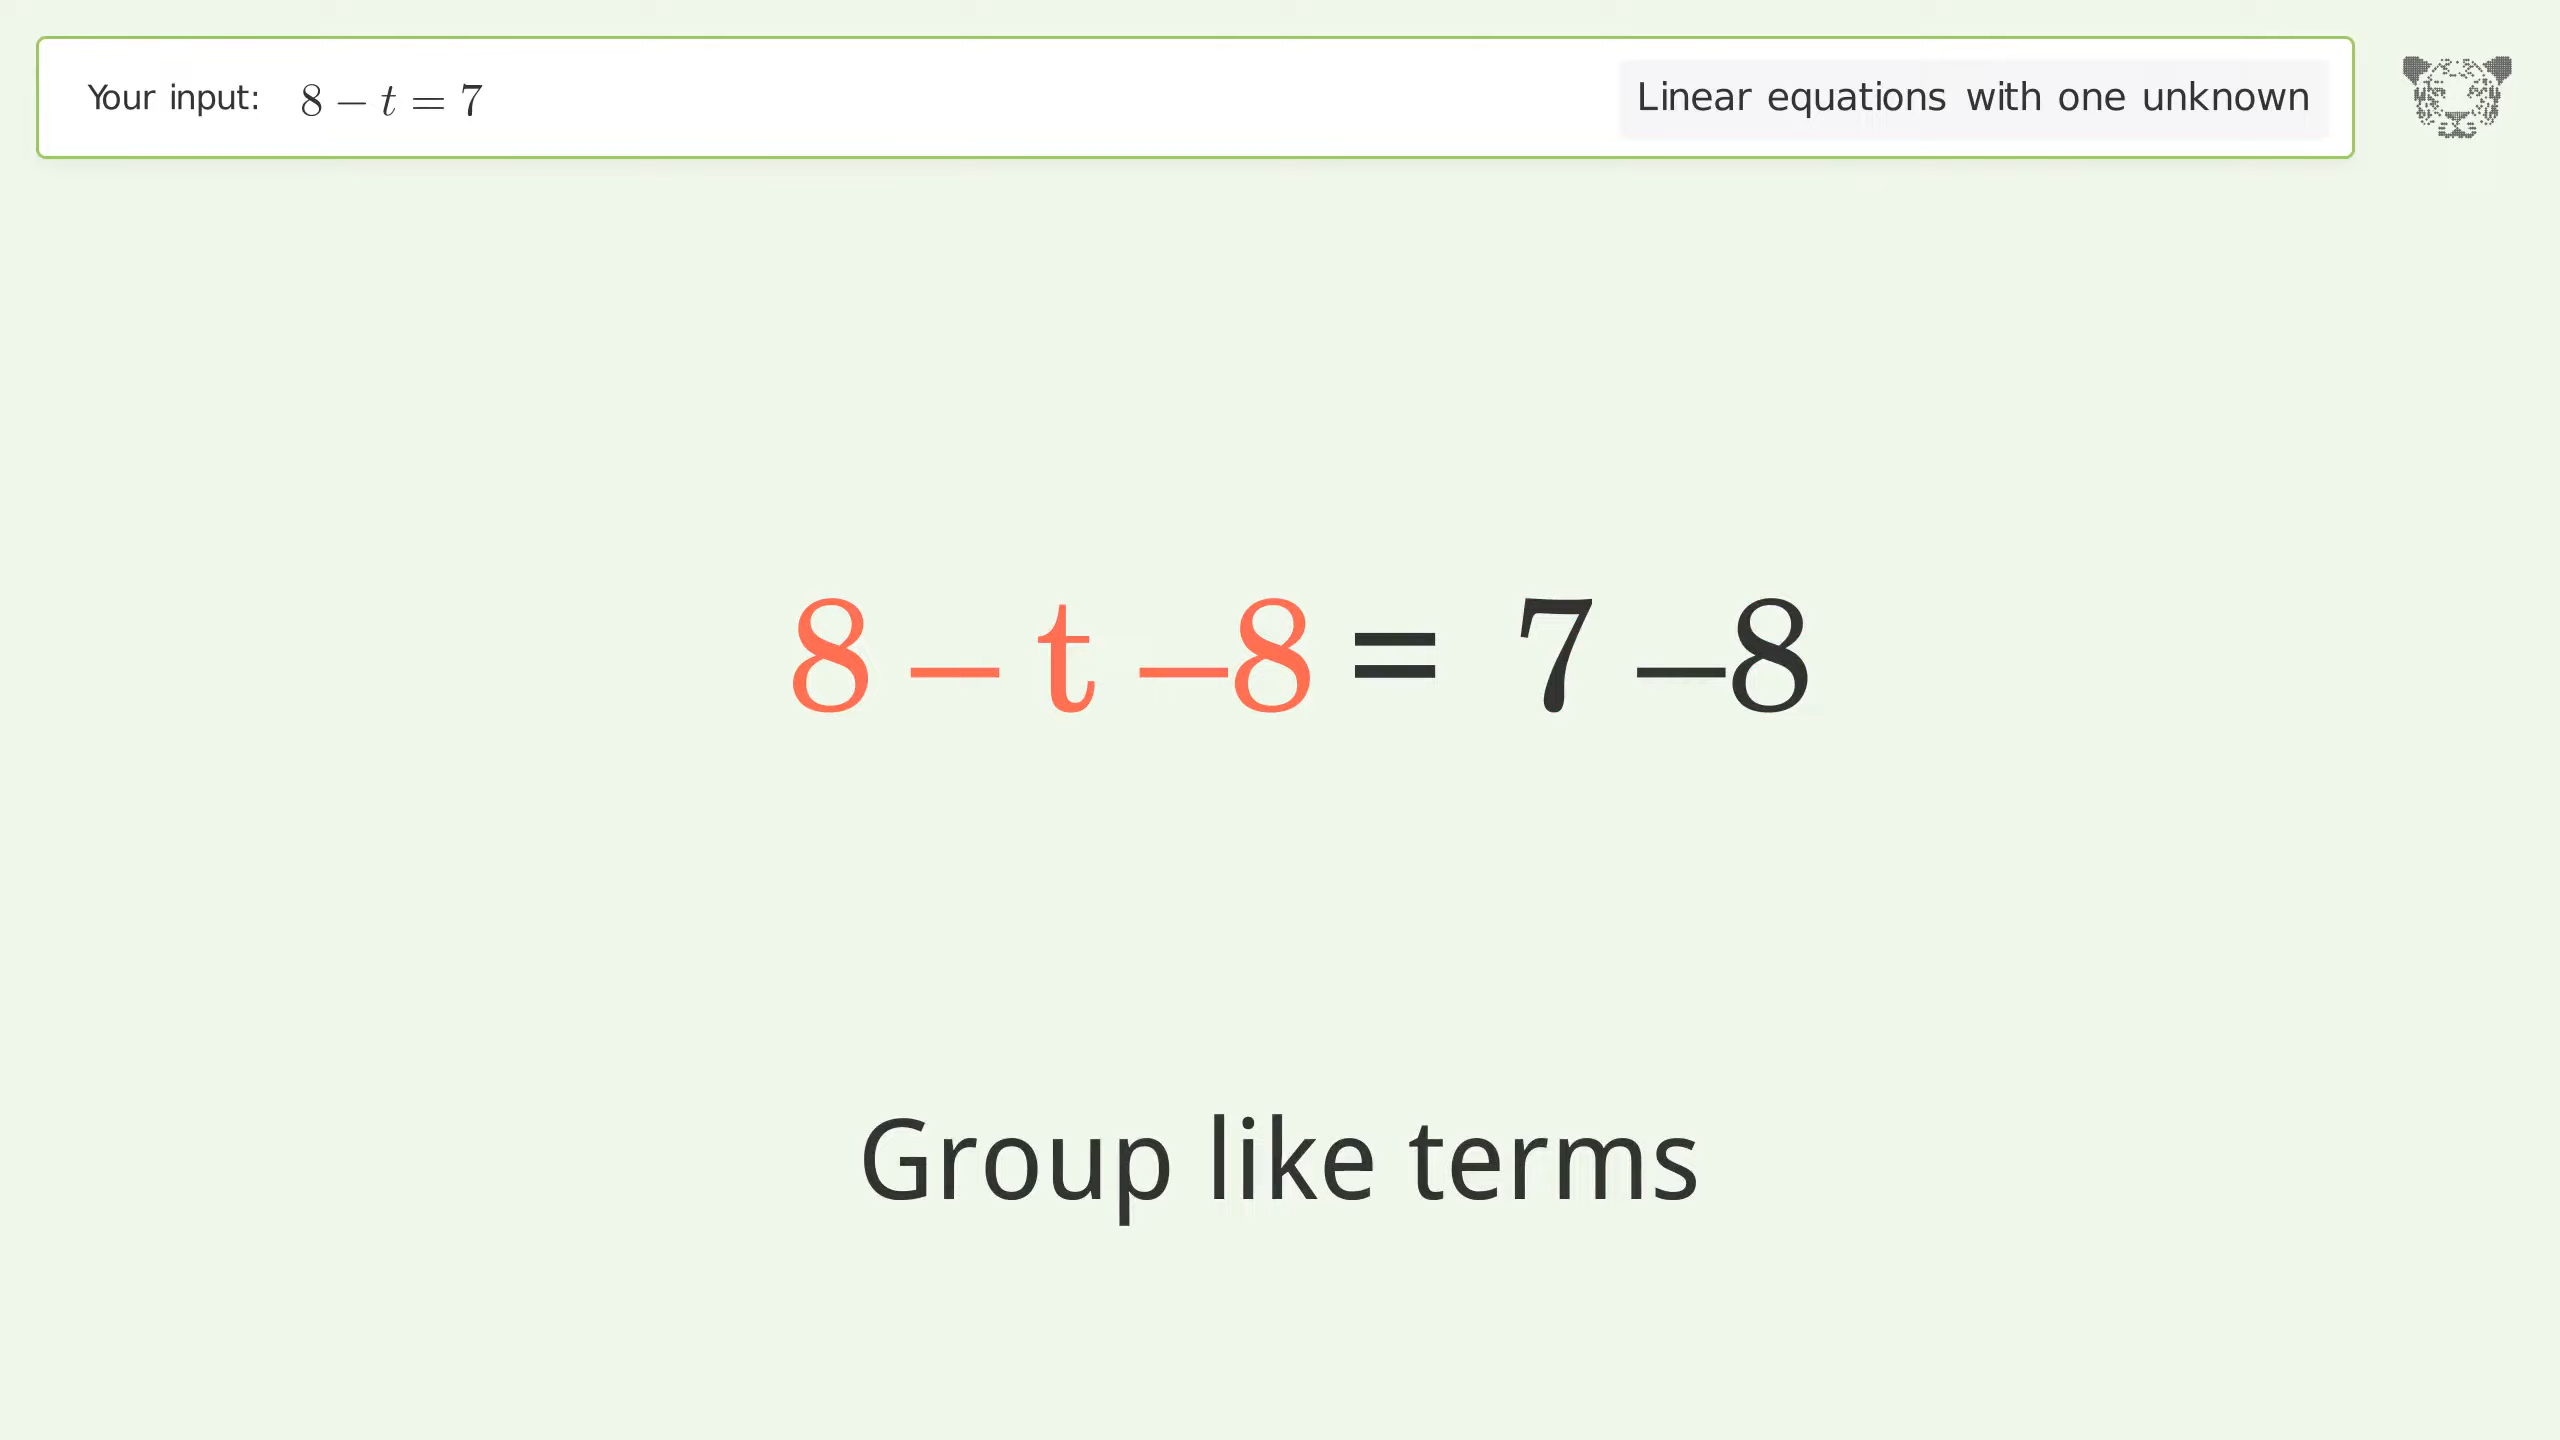 Your input: 8 − t = 7
Linear equations with one unknown
8 − t −8 = 7 −8
Group like terms